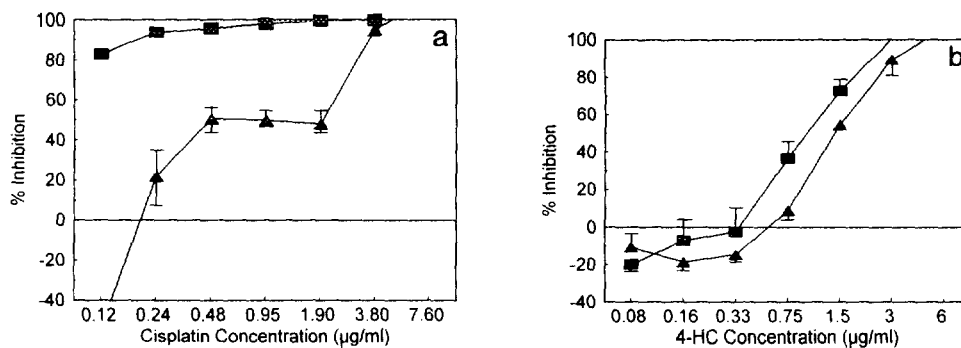 a
% Inhibition
100
80
60
40
20
0
-20
-40
0.12 0.24 0.48 0.95 1.90 3.80 7.60
Cisplatin Concentration (µg/ml)
b
% Inhibition
100
80
60
40
20
0
-20
-40
0.08 0.16 0.33 0.75 1.5 3 6
4-HC Concentration (µg/ml)